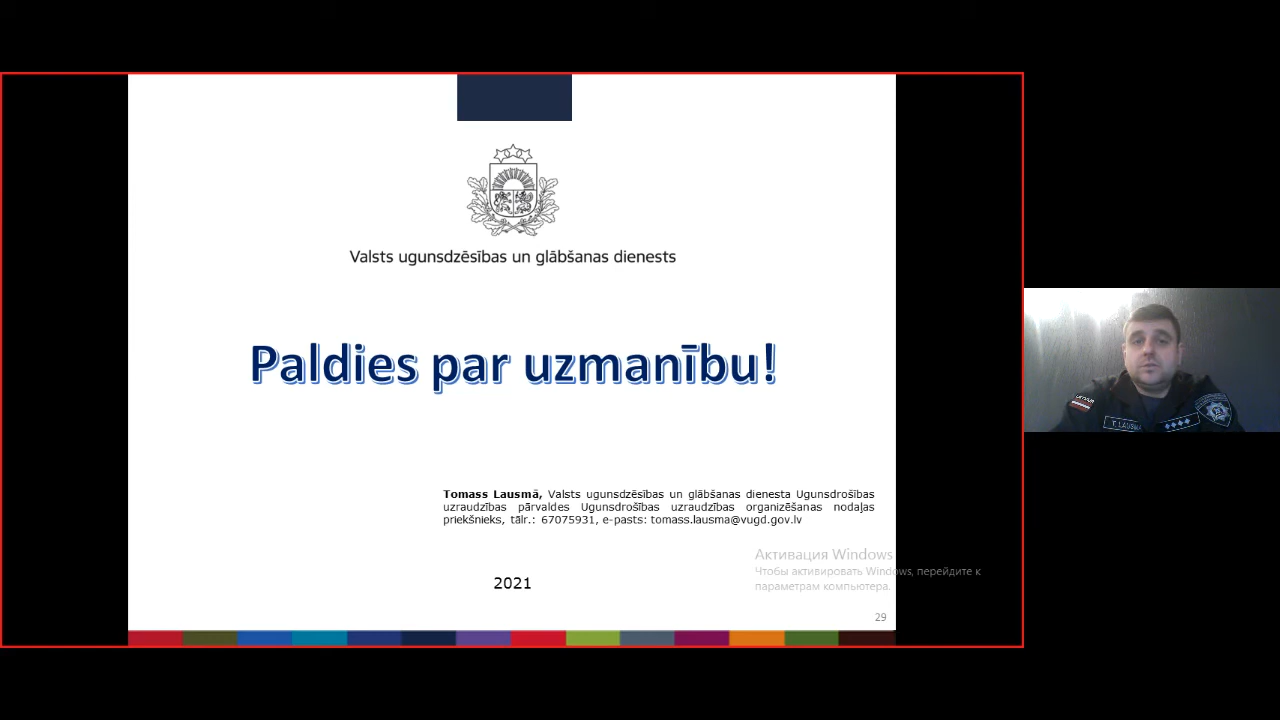 Valsts ugunsdzēsības un glābšanas dienests
Paldies par uzmanību!
Tomass Lausmā, Valsts ugunsdzēsības un glābšanas dienesta Ugunsdrošības
uzraudzības pārvaldes Ugunsdrošības uzraudzības organizēšanas nodaļas
priekšnieks, tālr.: 67075931, e-pasts: tomass.lausma@vugd.gov.lv
2021
Активация Windows
Чтобы активировать Windows, перейдите к
параметрам компьютера.
29
LATVIJA
T. LAUSMA